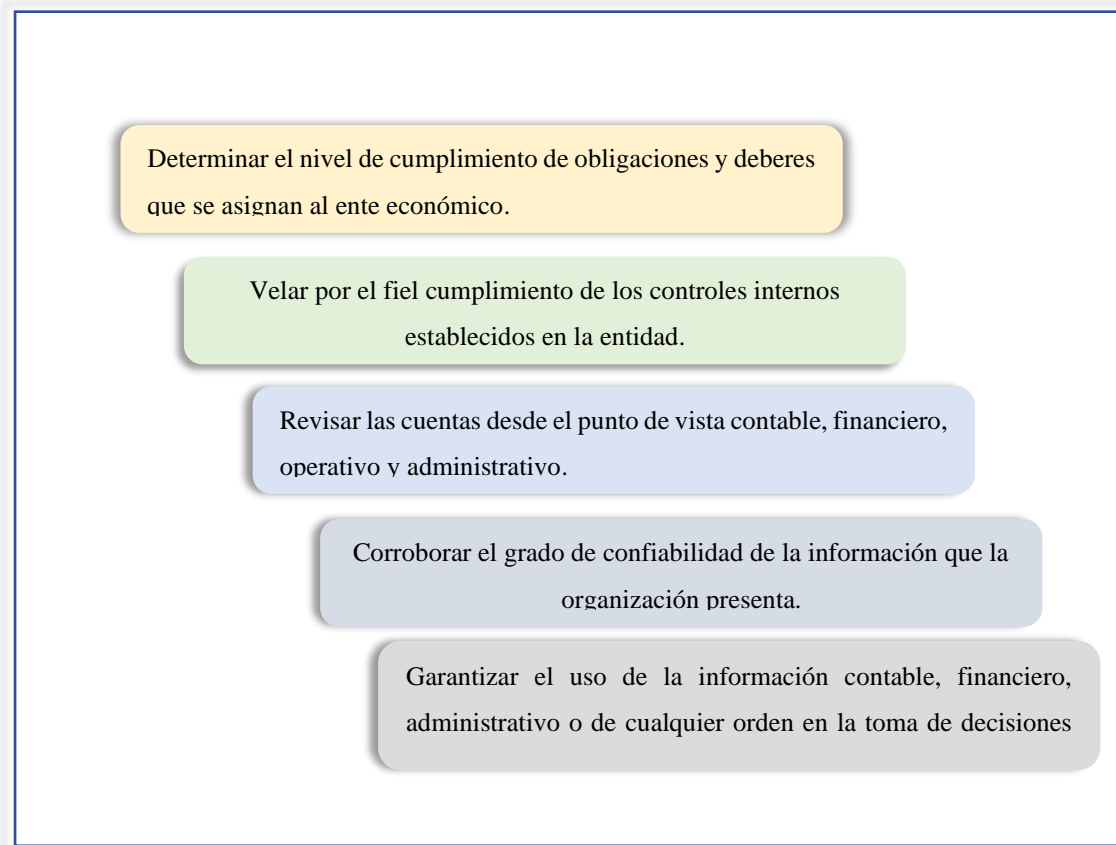 Determinar el nivel de cumplimiento de obligaciones y deberes
que se asignan al ente económico.
Velar por el fiel cumplimiento de los controles internos
establecidos en la entidad.
Revisar las cuentas desde el punto de vista contable, financiero,
operativo y administrativo.
Corroborar el grado de confiabilidad de la información que la
organización presenta.
Garantizar el uso de la información contable, financiero,
administrativo o de cualquier orden en la toma de decisiones